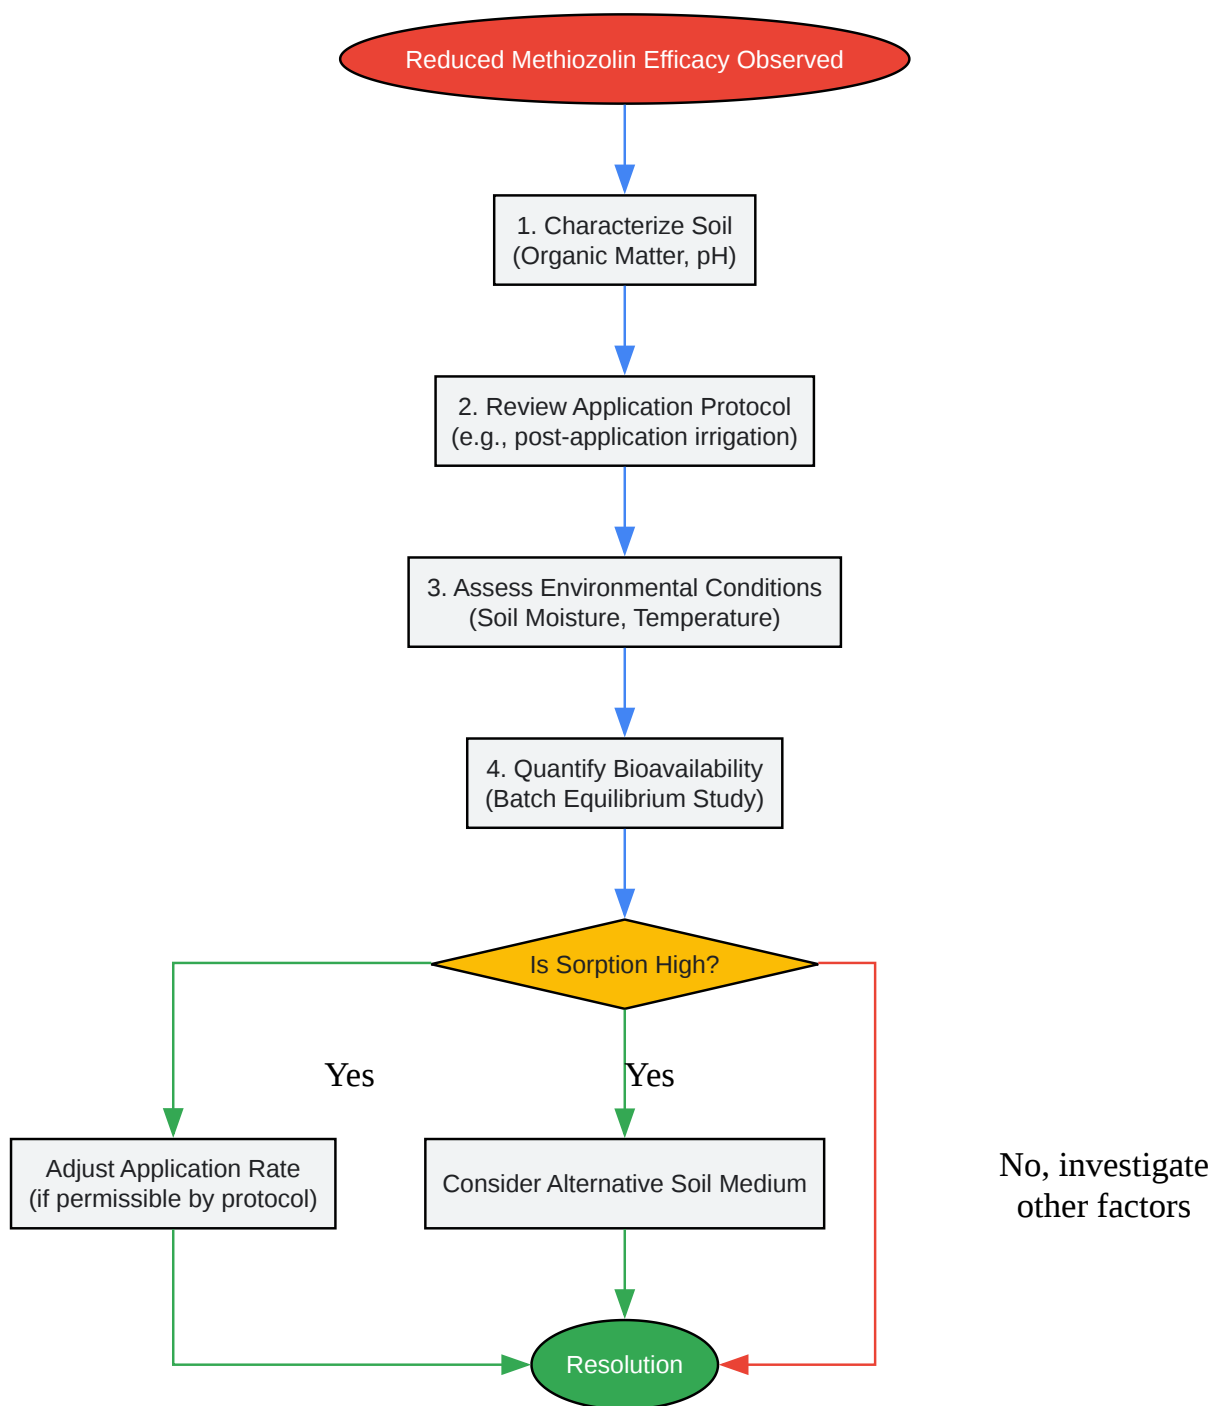 Reduced Methiozolin Efficacy Observed
1. Characterize Soil
(Organic Matter, pH)
2. Review Application Protocol
(e.g., post-application irrigation)
3. Assess Environmental Conditions
(Soil Moisture, Temperature)
4. Quantify Bioavailability
(Batch Equilibrium Study)
Is Sorption High?
Yes
Yes
No, investigate
other factors
Adjust Application Rate
(if permissible by protocol)
Consider Alternative Soil Medium
Resolution